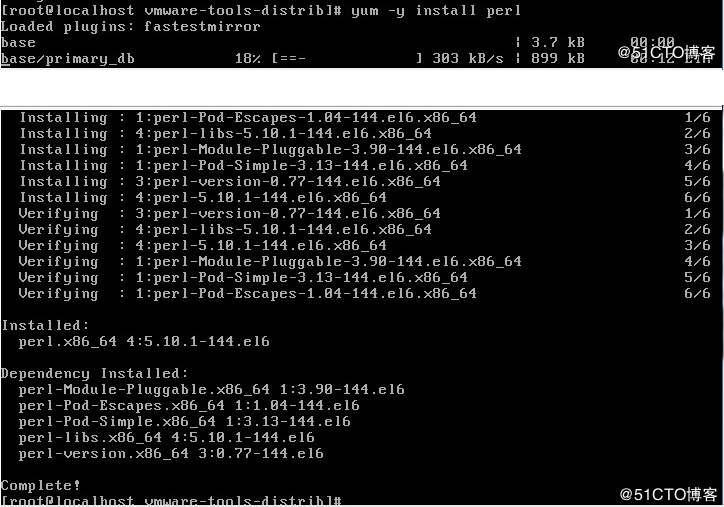 [root@localhost vmware-tools-distrib]# yum -y install perl
Loaded plugins: fastestmirror
base | 3.7 kB 00:00
base/primary_db 18% [==- ] 303 kB/s | 899 kB 00:12 ETA
@51CTO博客
Installing : 1:perl-Pod-Escapes-1.04-144.el6.x86_64 1/6
Installing : 4:perl-libs-5.10.1-144.el6.x86_64 2/6
Installing : 1:perl-Module-Pluggable-3.90-144.el6.x86_64 3/6
Installing : 1:perl-Pod-Simple-3.13-144.el6.x86_64 4/6
Installing : 3:perl-version-0.77-144.el6.x86_64 5/6
Installing : 4:perl-5.10.1-144.el6.x86_64 6/6
Verifying : 3:perl-version-0.77-144.el6.x86_64 1/6
Verifying : 4:perl-libs-5.10.1-144.el6.x86_64 2/6
Verifying : 4:perl-5.10.1-144.el6.x86_64 3/6
Verifying : 1:perl-Module-Pluggable-3.90-144.el6.x86_64 4/6
Verifying : 1:perl-Pod-Simple-3.13-144.el6.x86_64 5/6
Verifying : 1:perl-Pod-Escapes-1.04-144.el6.x86_64 6/6
Installed:
perl.x86_64 4:5.10.1-144.el6
Dependency Installed:
perl-Module-Pluggable.x86_64 1:3.90-144.el6
perl-Pod-Escapes.x86_64 1:1.04-144.el6
perl-Pod-Simple.x86_64 1:3.13-144.el6
perl-libs.x86_64 4:5.10.1-144.el6
perl-version.x86_64 3:0.77-144.el6
Complete!
[root@localhost vmware-tools-distrib]#
@51CTO博客